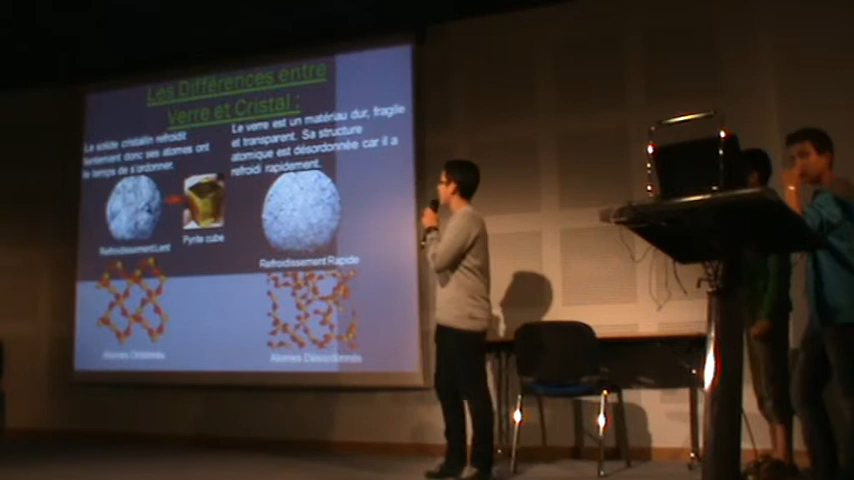 Les Différences entre
Verre et Cristal :
Le solide cristallin refroidit
lentement donc ses atomes ont
le temps de s'ordonner.
Le verre est un matériau dur, fragile
et transparent. Sa structure
atomique est désordonnée car il a
refroidi rapidement.
Refroidissement Lent
Pyrite cube
Refroidissement Rapide
Atomes Ordonnés
Atomes Désordonnés